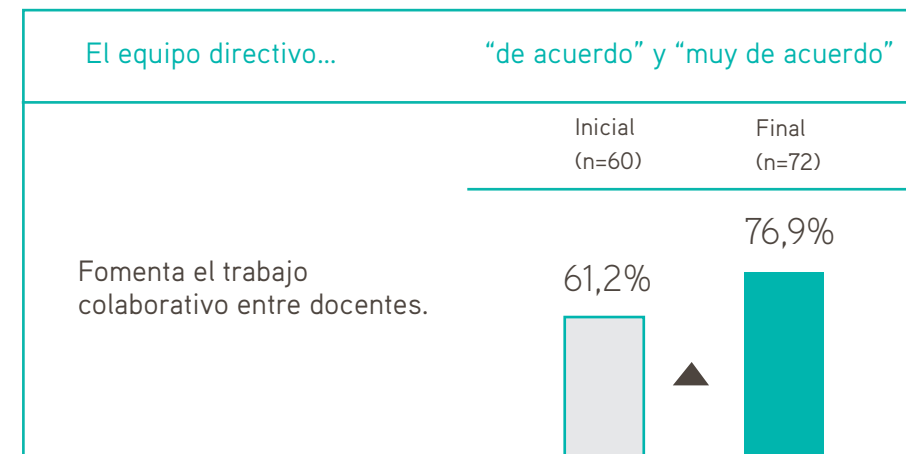 El equipo directivo...
“de acuerdo” y “muy de acuerdo”
Inicial
(n=60)
Final
(n=72)
Fomenta el trabajo
colaborativo entre docentes.
61,2%
76,9%